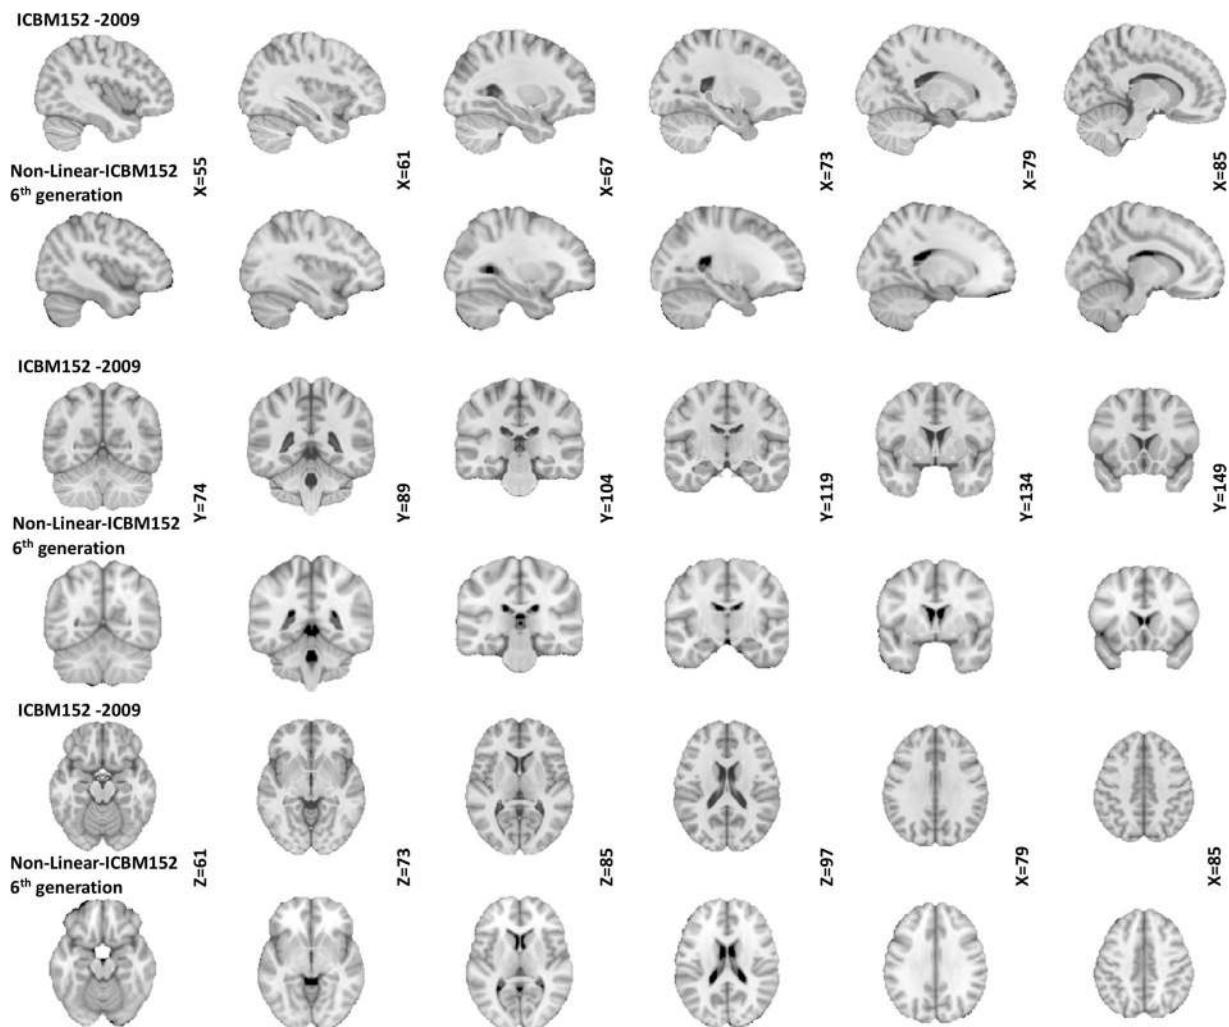 ICBM152 -2009
X=55
X=61
X=67
X=73
X=79
X=85
Non-Linear-ICBM152
6th generation
ICBM152 -2009
Y=74
Y=89
Y=104
Y=119
Y=134
Y=149
Non-Linear-ICBM152
6th generation
ICBM152 -2009
Z=61
Z=73
Z=85
Z=97
X=79
X=85
Non-Linear-ICBM152
6th generation